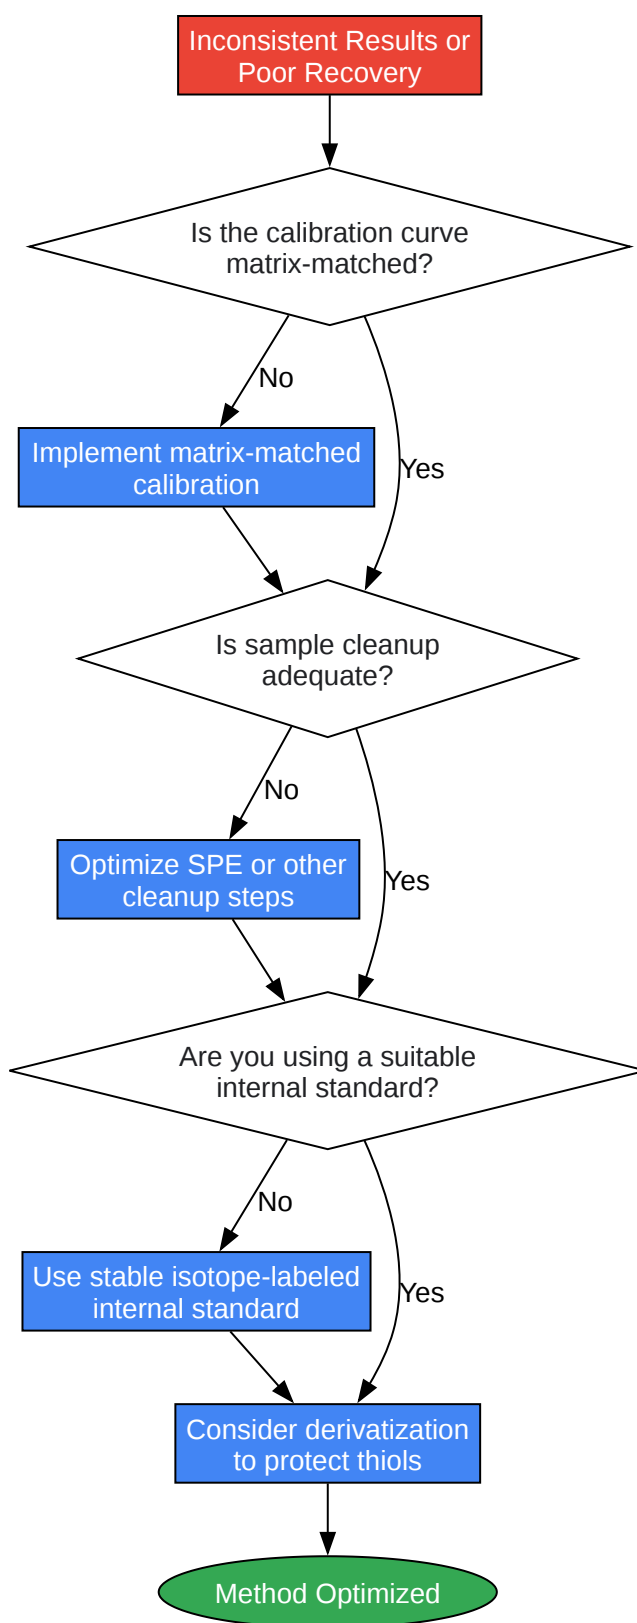 Inconsistent Results or
Poor Recovery
Is the calibration curve
matrix-matched?
No
Implement matrix-matched
calibration
Yes
Is sample cleanup
adequate?
No
Optimize SPE or other
cleanup steps
Yes
Are you using a suitable
internal standard?
No
Use stable isotope-labeled
internal standard
Yes
Consider derivatization
to protect thiols
Method Optimized